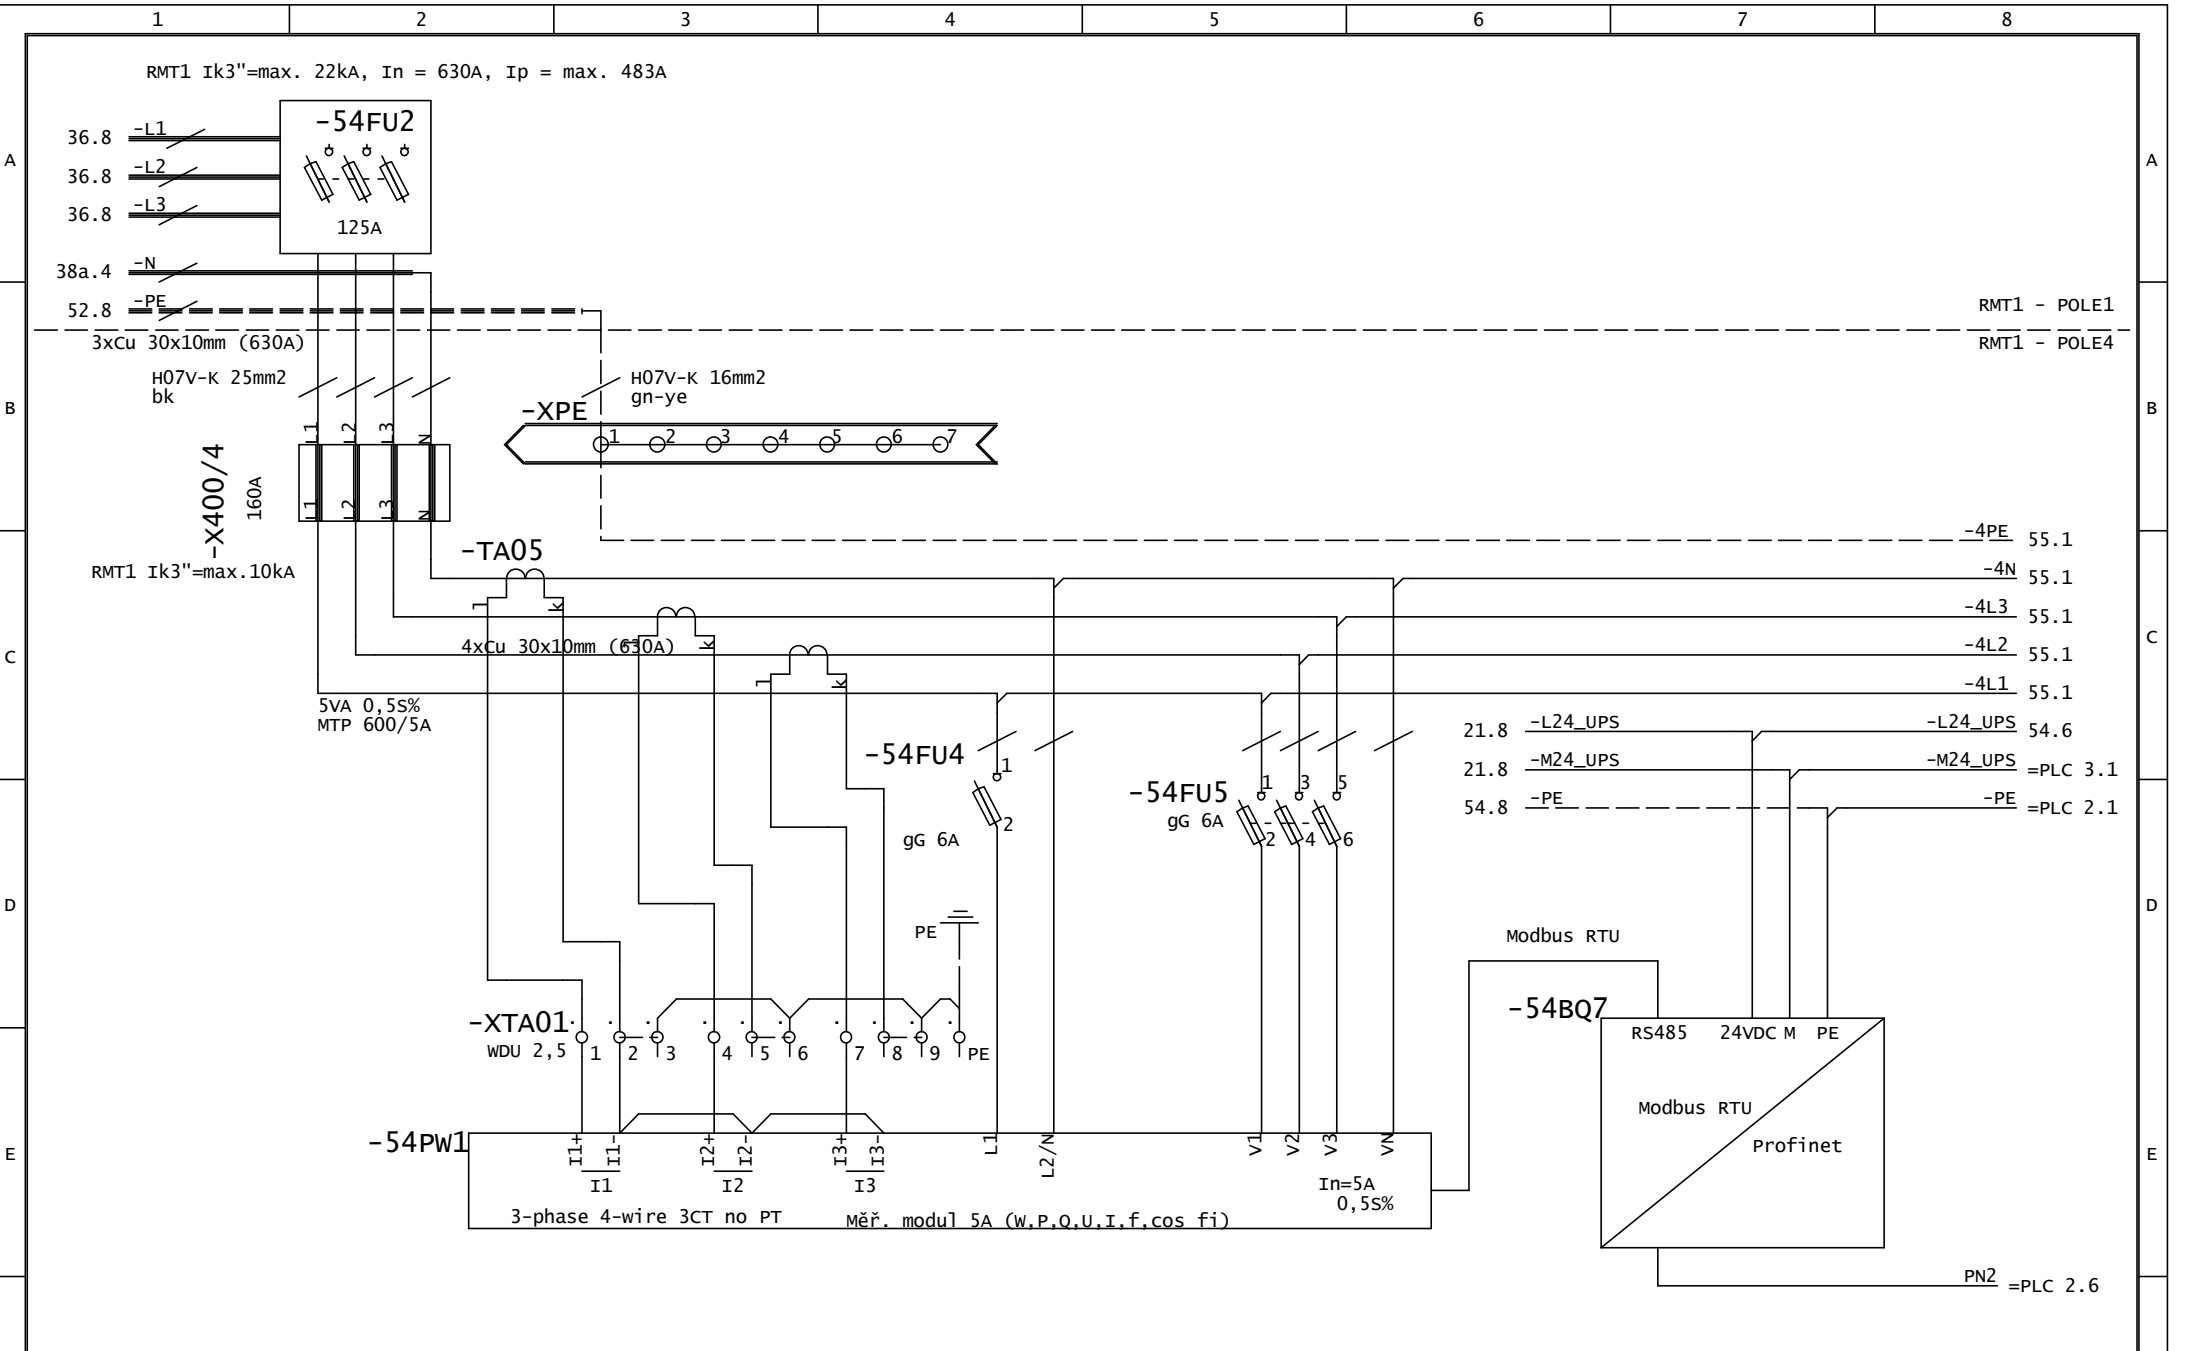 1 2 3 4 5 6 7 8
RMT1 Ik3"=max. 22kA, In = 630A, Ip = max. 483A
-54FU2
36.8 -L1
A A
36.8 -L2
36.8 -L3
125A
38a.4 -N
52.8 -PE
RMT1 - POLE1
3xCu 30x10mm (630A)
RMT1 - POLE4
H07V-K 25mm2
bk
H07V-K 16mm2
gn-ye
B B
-XPE
1 2 3 4 5 6 7
L1 L2 L3 N
-X400/4
160A
L1 L2 L3 N
-4PE 55.1
-TA05
RMT1 Ik3"=max.10kA
-4N 55.1
l k
-4L3 55.1
4xCu 30x10mm (630A)
l k
-4L2 55.1
C C
l k
-4L1 55.1
5VA 0,5S%
MTP 600/5A
21.8 -L24_UPS -L24_UPS 54.6
-54FU4
1
2
gG 6A
21.8 -M24_UPS -M24_UPS =PLC 3.1
-54FU5
1 3 5
gG 6A
2 4 6
54.8 -PE -PE =PLC 2.1
D D
PE
Modbus RTU
-54BQ7
-XTA01
WDU 2,5
1 2 3 4 5 6 7 8 9 PE
RS485 24VDC M PE
Modbus RTU
Profinet
-54PW1
I1+ I1- I2+ I2- I3+ I3- L1 L2/N V1 V2 V3 VN
E E
I1 I2 I3
In=5A
0,5S%
3-phase 4-wire 3CT no PT
Měř. modul 5A (W,P,Q,U,I,f,cos fi)
PN2 =PLC 2.6